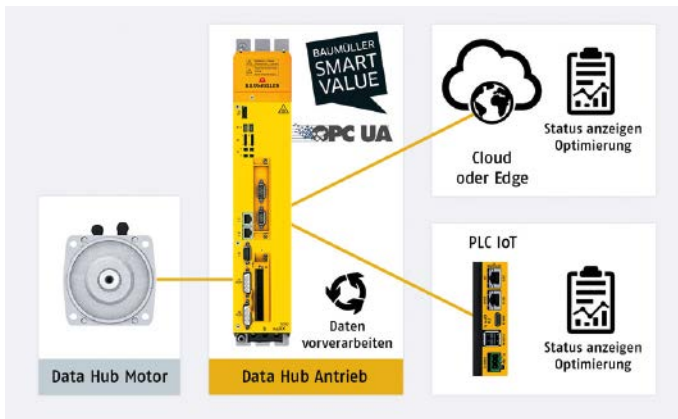 BAUMÜLLER
BAUMÜLLER
SMART
VALUE
OPC UA
Cloud
oder Edge
Status anzeigen
Optimierung
PLC IoT
Daten
vorverarbeiten
Status anzeigen
Optimierung
Data Hub Motor
Data Hub Antrieb